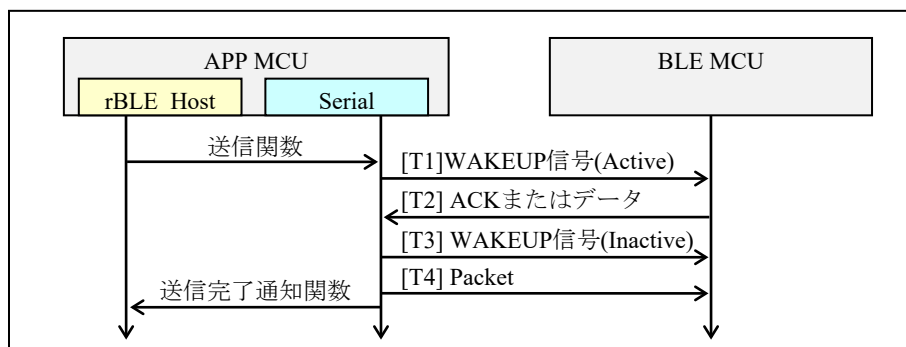 APP MCU
BLE MCU
rBLE_Host
Serial
送信関数
[T1]WAKEUP信号(Active)
[T2] ACKまたはデータ
[T3] WAKEUP信号(Inactive)
[T4] Packet
送信完了通知関数